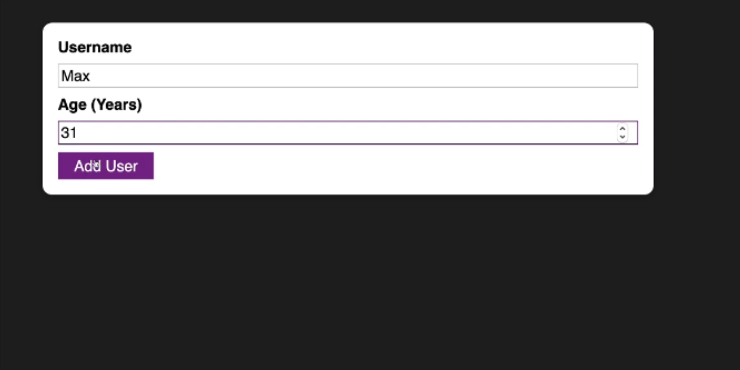 Username
Max
Age (Years)
31
Add User